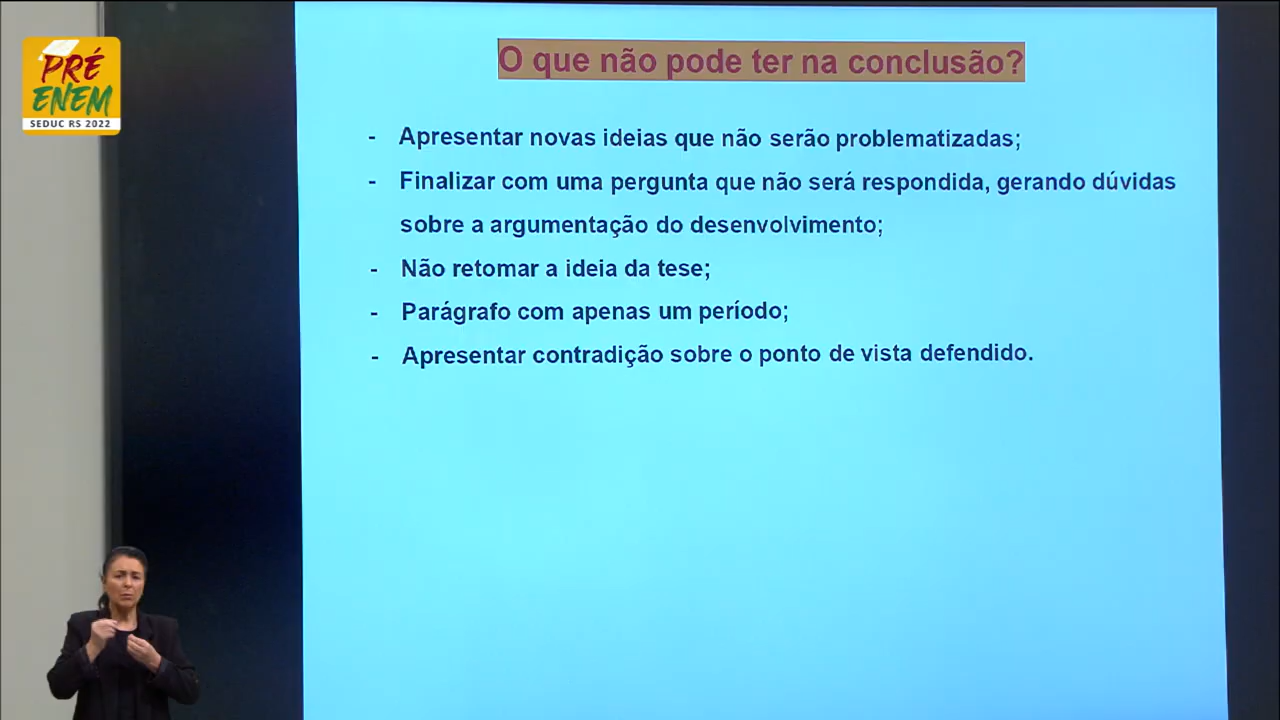 PRÉ
ENEM
SEDUC RS 2022
O que não pode ter na conclusão?
- Apresentar novas ideias que não serão problematizadas;
- Finalizar com uma pergunta que não será respondida, gerando dúvidas
sobre a argumentação do desenvolvimento;
- Não retomar a ideia da tese;
- Parágrafo com apenas um período;
- Apresentar contradição sobre o ponto de vista defendido.